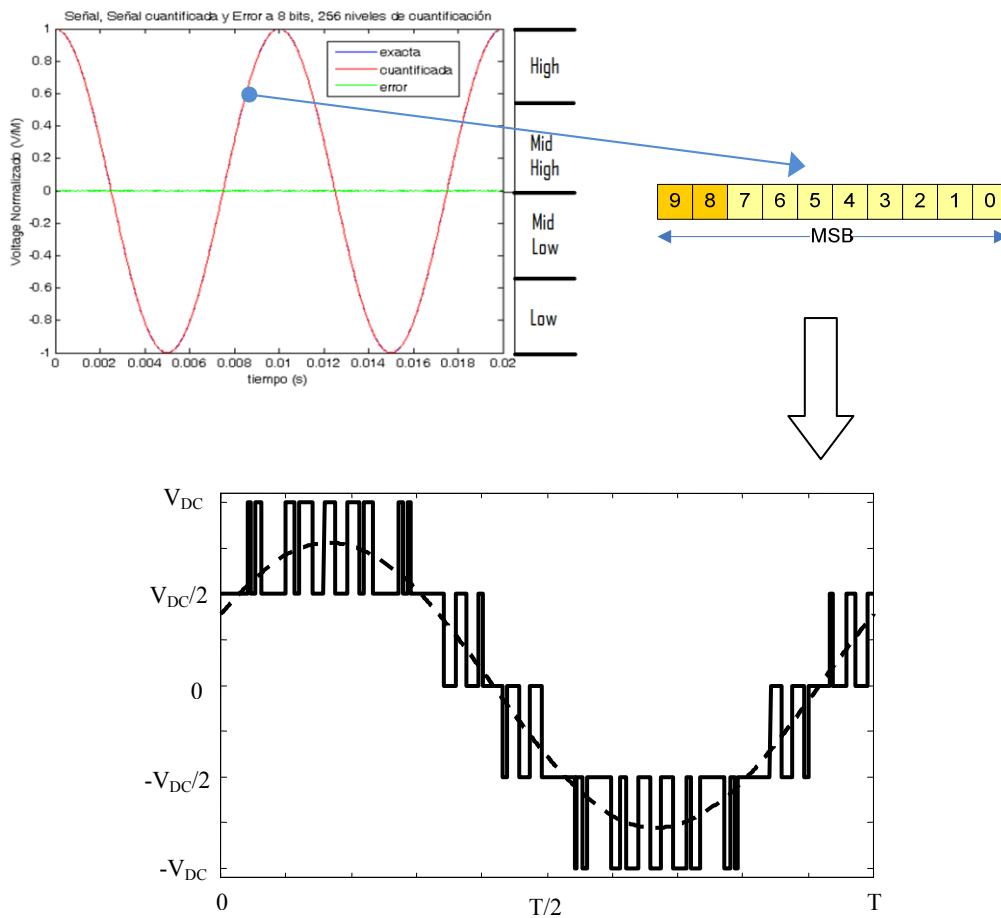 Señal, Señal cuantificada y Error a 8 bits, 256 niveles de cuantificación
Voltage Normalizado (V/M)
1
0.8
0.6
0.4
0.2
0
-0.2
-0.4
-0.6
-0.8
-1
exacta
cuantificada
error
0 0.002 0.004 0.006 0.008 0.01 0.012 0.014 0.016 0.018 0.02
tiempo (s)
High
Mid
High
Mid
Low
Low
9 8 7 6 5 4 3 2 1 0
MSB
VDC
VDC/2
0
-VDC/2
-VDC
0 T/2 T